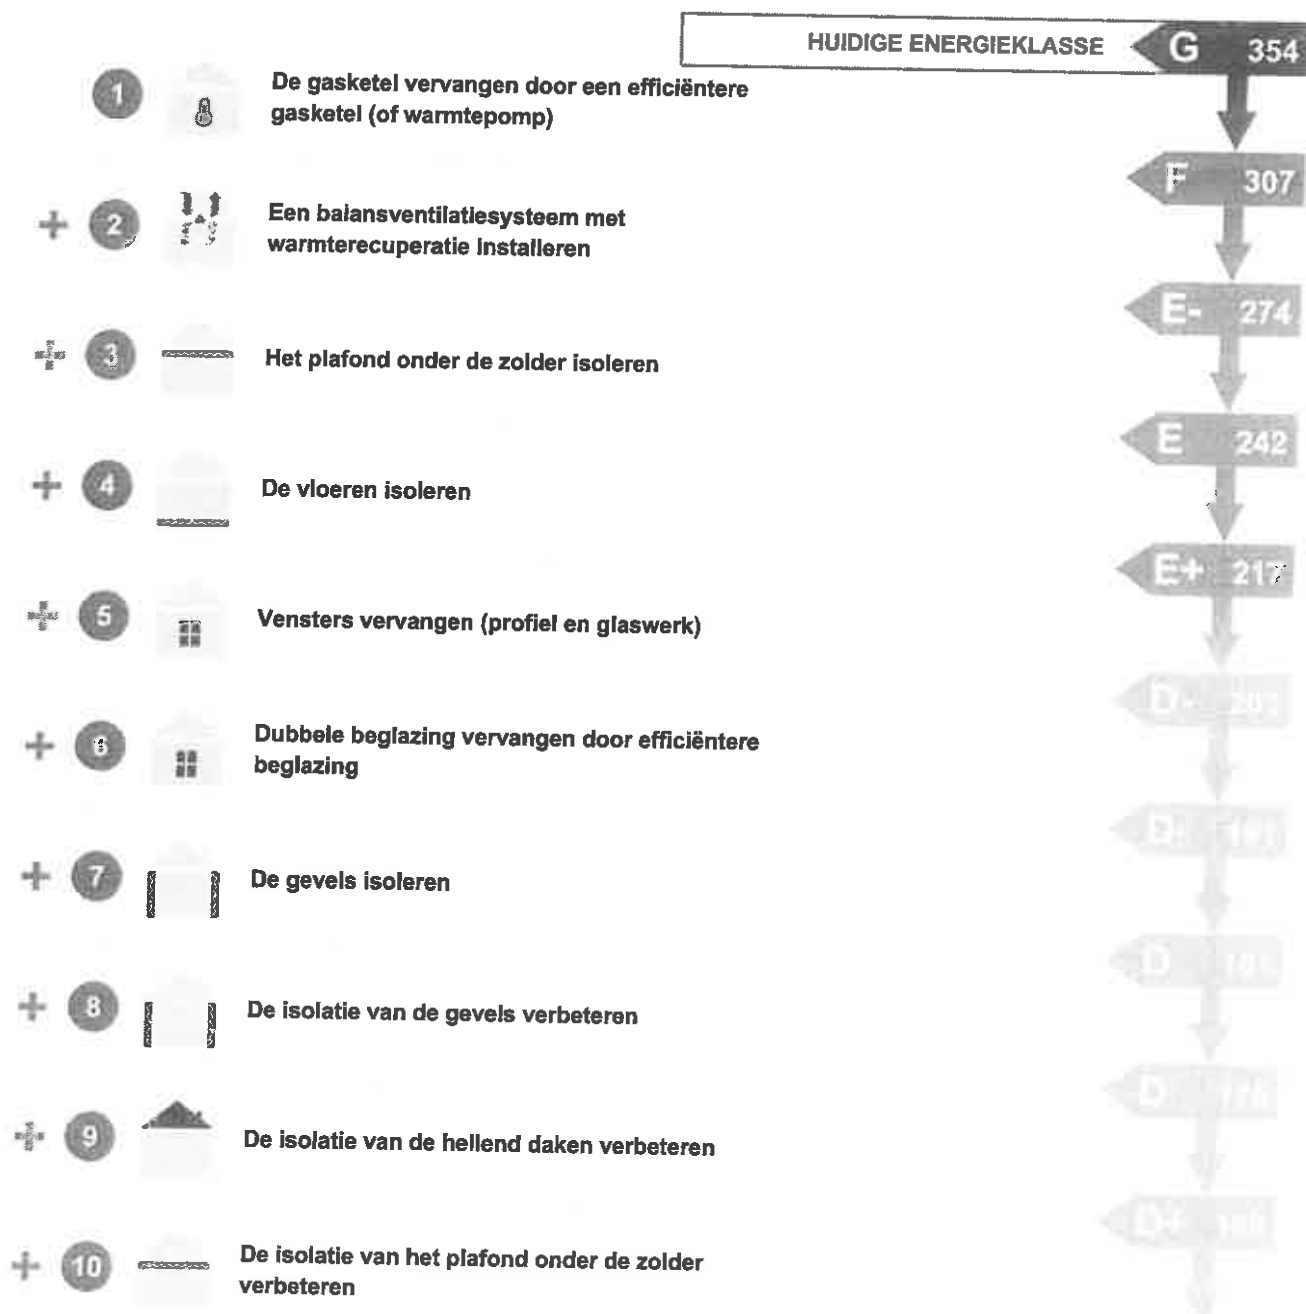 HUIDIGE ENERGIEKLASSE G 354
1 De gasketel vervangen door een efficiëntere
gasketel (of warmtepomp)
F 307
+ 2 Een balansventilatiesysteem met
warmterecuperatie Installeren
E- 274
+ 3 Het plafond onder de zolder isoleren
E 242
+ 4 De vloeren isoleren
E+ 217
+ 5 Vensters vervangen (profiel en glaswerk)
D-
+ 6 Dubbele beglazing vervangen door efficiëntere
beglazing
D-
+ 7 De gevels isoleren
D
+ 8 De isolatie van de gevels verbeteren
D
+ 9 De isolatie van de hellend daken verbeteren
D+
+ 10 De isolatie van het plafond onder de zolder
verbeteren